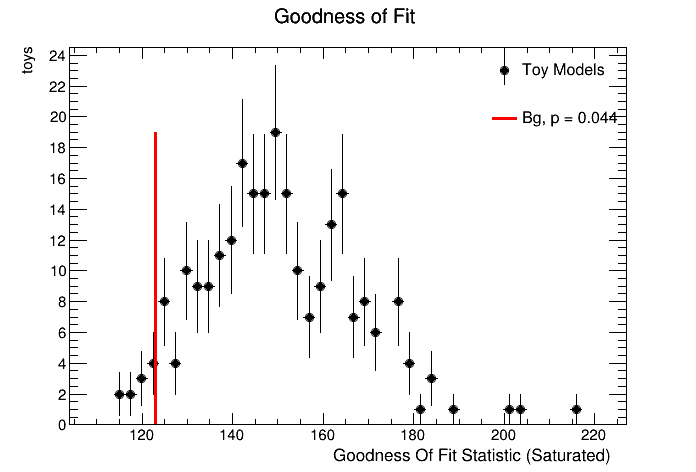 Goodness of Fit
toys
24
22
20
18
16
14
12
10
8
6
4
2
0
Toy Models
Bg, p = 0.044
120 140 160 180 200 220
Goodness Of Fit Statistic (Saturated)